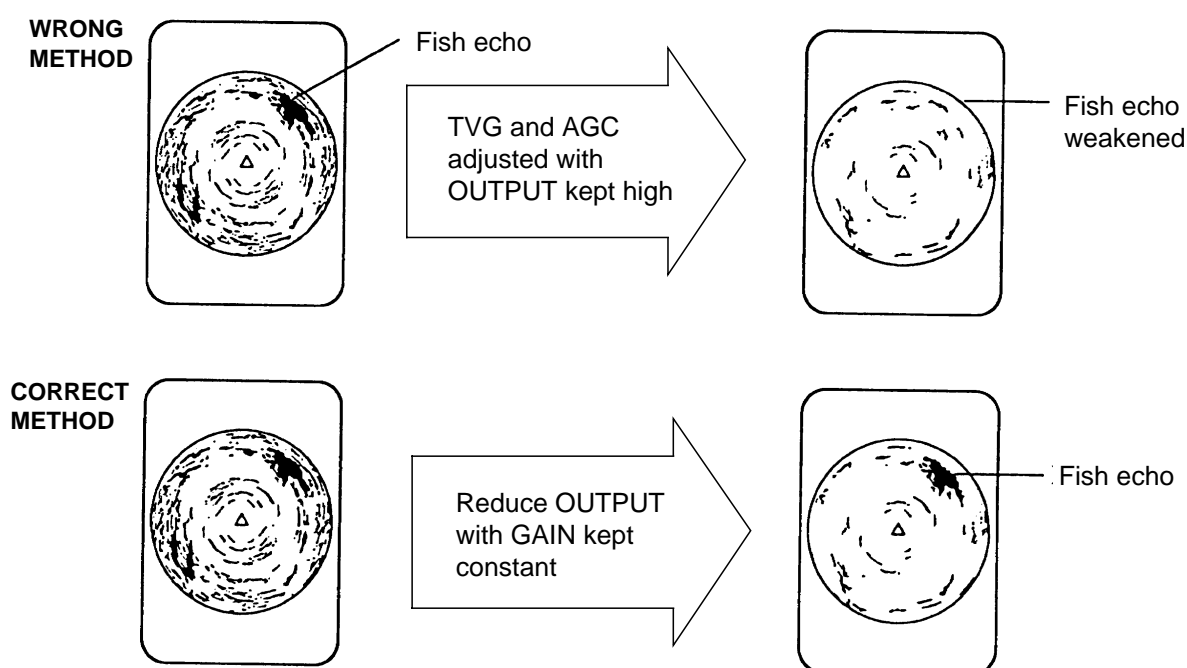 WRONG
METHOD
Fish echo
TVG and AGC
adjusted with
OUTPUT kept high
Fish echo
weakened
CORRECT
METHOD
Reduce OUTPUT
with GAIN kept
constant
Fish echo